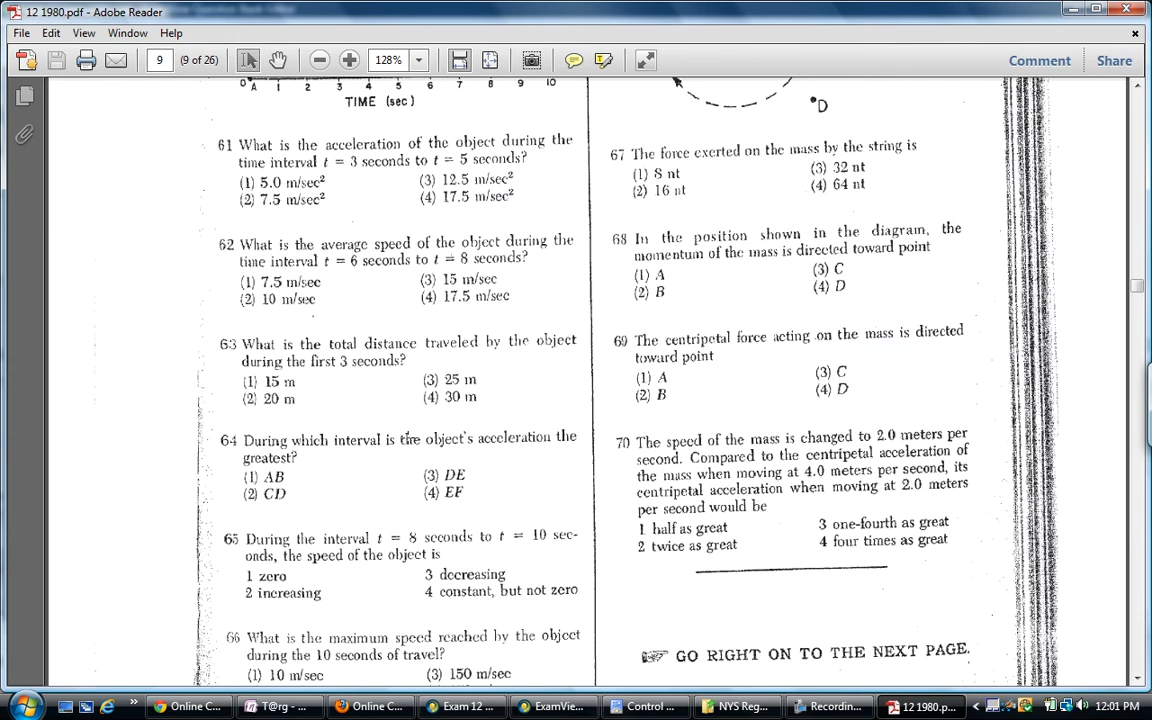 12 1980.pdf - Adobe Reader
File Edit View Window Help
9 (9 of 26) 128% Comment Share
0 A 1 2 3 4 5 6 7 8 9 10
TIME (sec)
61 What is the acceleration of the object during the
time interval t = 3 seconds to t = 5 seconds?
(1) 5.0 m/sec² (3) 12.5 m/sec²
(2) 7.5 m/sec² (4) 17.5 m/sec²
62 What is the average speed of the object during the
time interval t = 6 seconds to t = 8 seconds?
(1) 7.5 m/sec (3) 15 m/sec
(2) 10 m/sec (4) 17.5 m/sec
63 What is the total distance traveled by the object
during the first 3 seconds?
(1) 15 m (3) 25 m
(2) 20 m (4) 30 m
64 During which interval is the object's acceleration the
greatest?
(1) AB (3) DE
(2) CD (4) EF
65 During the interval t = 8 seconds to t = 10 sec-
onds, the speed of the object is
1 zero 3 decreasing
2 increasing 4 constant, but not zero
66 What is the maximum speed reached by the object
during the 10 seconds of travel?
(1) 10 m/sec (3) 150 m/sec
D
67 The force exerted on the mass by the string is
(1) 8 nt (3) 32 nt
(2) 16 nt (4) 64 nt
68 In the position shown in the diagram, the
momentum of the mass is directed toward point
(1) A (3) C
(2) B (4) D
69 The centripetal force acting on the mass is directed
toward point
(1) A (3) C
(2) B (4) D
70 The speed of the mass is changed to 2.0 meters per
second. Compared to the centripetal acceleration of
the mass when moving at 4.0 meters per second, its
centripetal acceleration when moving at 2.0 meters
per second would be
1 half as great 3 one-fourth as great
2 twice as great 4 four times as great
GO RIGHT ON TO THE NEXT PAGE.
Online C... T@rg - ... Online C... Exam 12 ... ExamVie... Control ... NYS Reg... Recordin... 12 1980.p... 12:01 PM